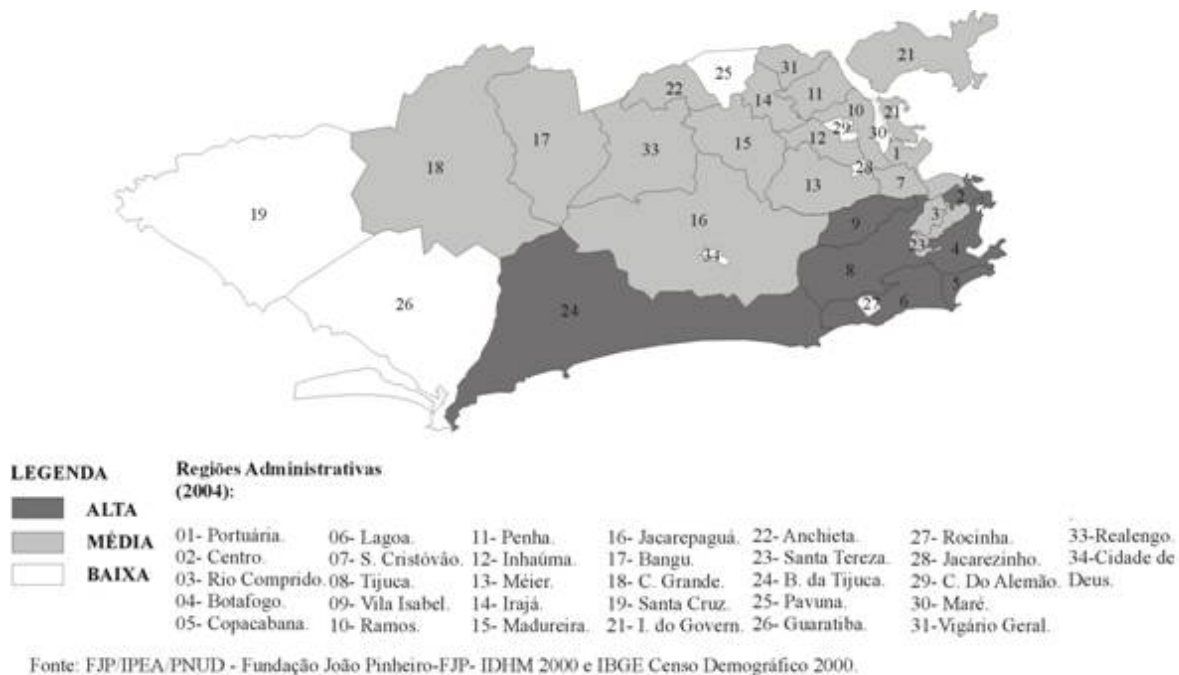 21
31
25
22
11
14
10
21
29
30
17
12
15
33
18
1
28
13
7
2
19
16
3
9
23
4
34
8
5
26
27
6
24
LEGENDA
ALTA
MÉDIA
BAIXA
Regiões Administrativas
(2004):
01- Portuária.
02- Centro.
03- Rio Comprido.
04- Botafogo.
05- Copacabana.
06- Lagoa.
07- S. Cristóvão.
08- Tijuca.
09- Vila Isabel.
10- Ramos.
11- Penha.
12- Inhaúma.
13- Méier.
14- Irajá.
15- Madureira.
16- Jacarepaguá.
17- Bangu.
18- C. Grande.
19- Santa Cruz.
21- I. do Govern.
22- Anchieta.
23- Santa Tereza.
24- B. da Tijuca.
25- Pavuna.
26- Guaratiba.
27- Rocinha.
28- Jacarezinho.
29- C. Do Alemão.
30- Maré.
31-Vigário Geral.
33-Realengo.
34-Cidade de
Deus.
Fonte: FJP/IPEA/PNUD - Fundação João Pinheiro-FJP- IDHM 2000 e IBGE Censo Demográfico 2000.